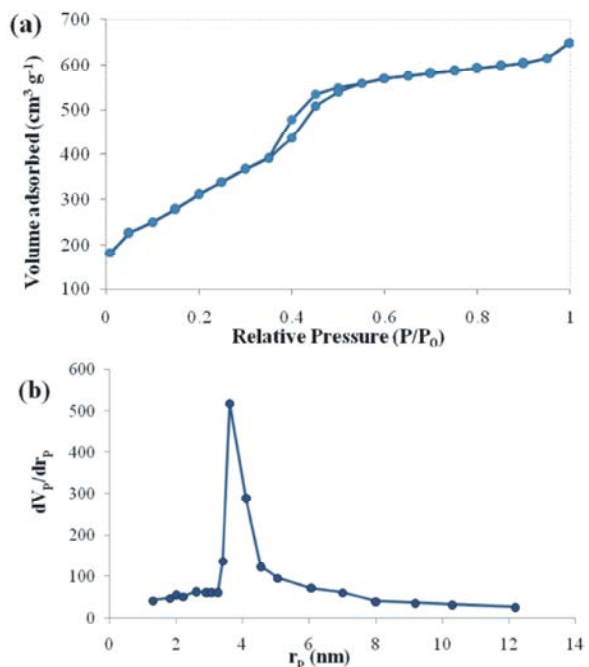 (a)
700
600
500
400
300
200
100
Volume adsorbed (cm³ g⁻¹)
0 0.2 0.4 0.6 0.8 1
Relative Pressure (P/P₀)
(b)
600
500
400
300
200
100
0
dVₚ/drₚ
0 2 4 6 8 10 12 14
rₚ (nm)